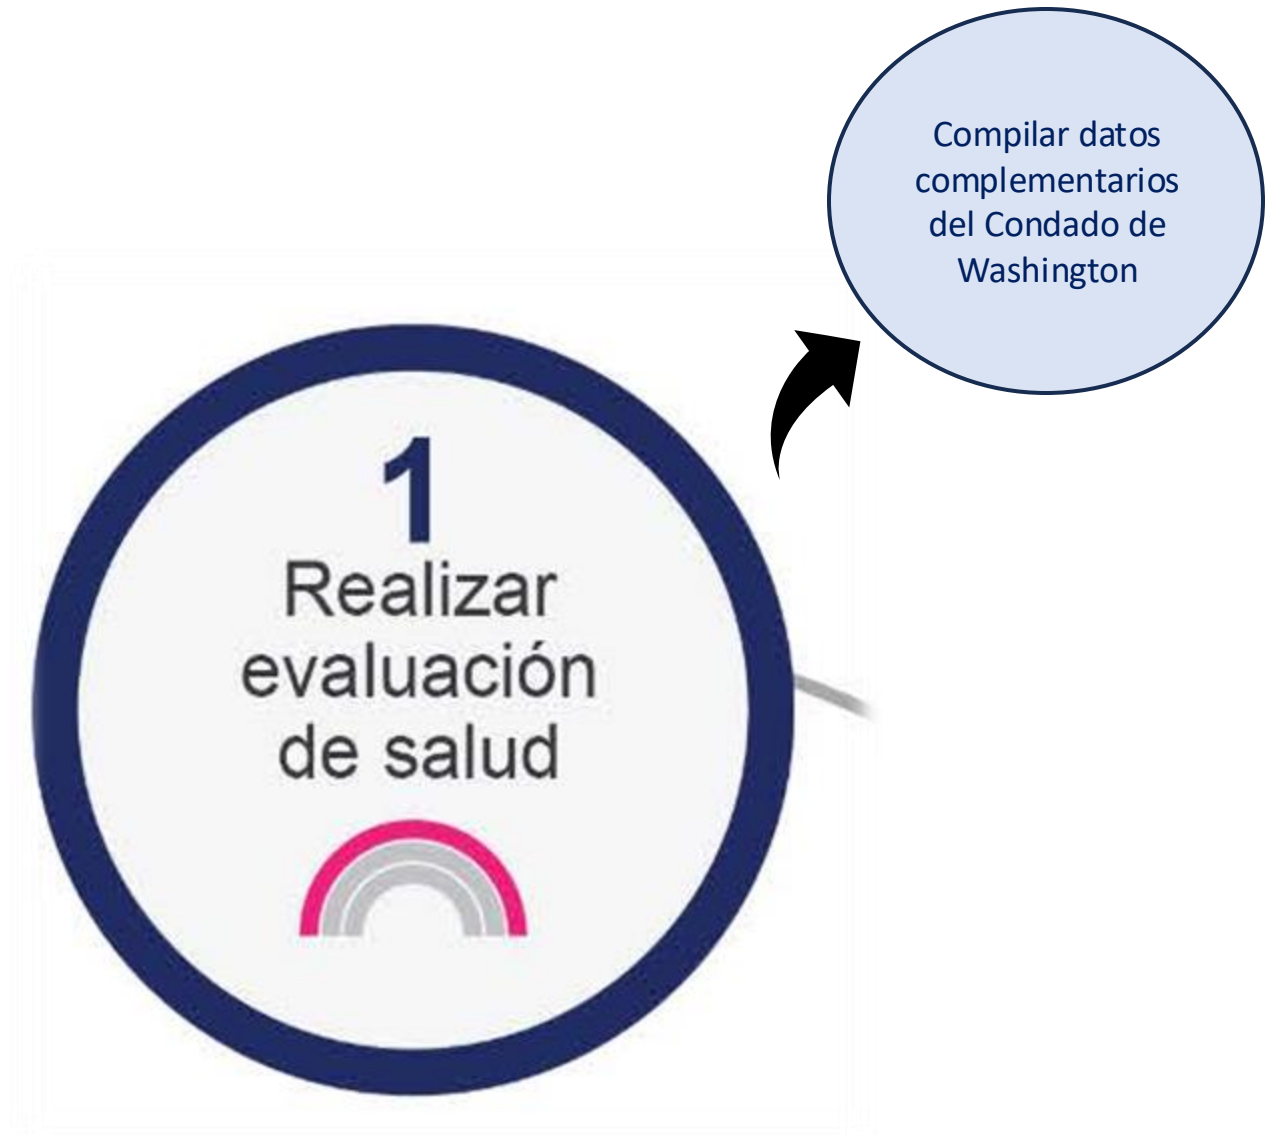 Compilar datos
complementarios
del Condado de
Washington
1
Realizar
evaluación
de salud